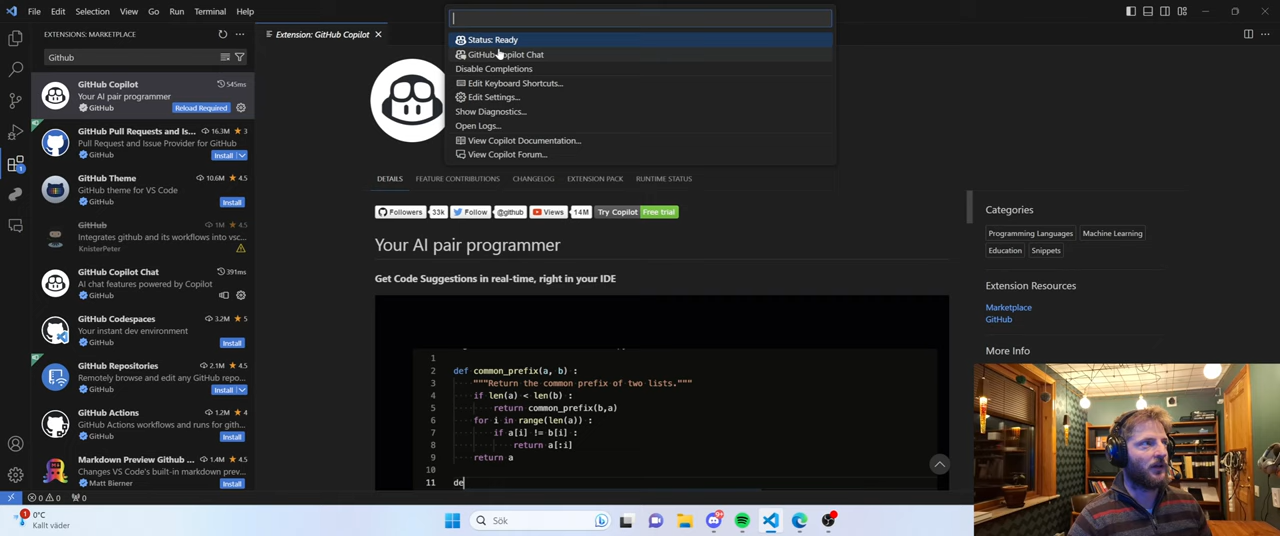 File Edit Selection View Go Run Terminal Help
EXTENSIONS: MARKETPLACE
Github
GitHub Copilot 545ms
Your AI pair programmer
GitHub Reload Required
GitHub Pull Requests and Is... 16.3M 3
Pull Request and Issue Provider for GitHub
GitHub Install
GitHub Theme 10.6M 4.5
GitHub theme for VS Code
GitHub Install
GitHub 1M 4.5
Integrates github and its workflows into vsc...
KnisterPeter
GitHub Copilot Chat 391ms
AI chat features powered by Copilot
GitHub
GitHub Codespaces 3.2M 5
Your instant dev environment
GitHub Install
GitHub Repositories 2.1M 4.5
Remotely browse and edit any GitHub repo...
GitHub Install
GitHub Actions 1.2M 4
GitHub Actions workflows and runs for gith...
GitHub Install
Markdown Preview Github ... 1.4M 4.5
Changes VS Code's built-in markdown prev...
Matt Bierner Install
Extension: GitHub Copilot
Status: Ready
GitHub Copilot Chat
Disable Completions
Edit Keyboard Shortcuts...
Edit Settings...
Show Diagnostics...
Open Logs...
View Copilot Documentation...
View Copilot Forum...
DETAILS FEATURE CONTRIBUTIONS CHANGELOG EXTENSION PACK RUNTIME STATUS
Followers 33k Follow @github Views 14M Try Copilot Free trial
Your AI pair programmer
Get Code Suggestions in real-time, right in your IDE
1
2 def common_prefix(a, b) :
3 """Return the common prefix of two lists."""
4 if len(a) < len(b) :
5 return common_prefix(b,a)
6 for i in range(len(a)) :
7 if a[i] != b[i] :
8 return a[:i]
9 return a
10
11 de
Categories
Programming Languages Machine Learning
Education Snippets
Extension Resources
Marketplace
GitHub
More Info
1
0 0 0
1 0°C
Kallt väder
Sök
9+